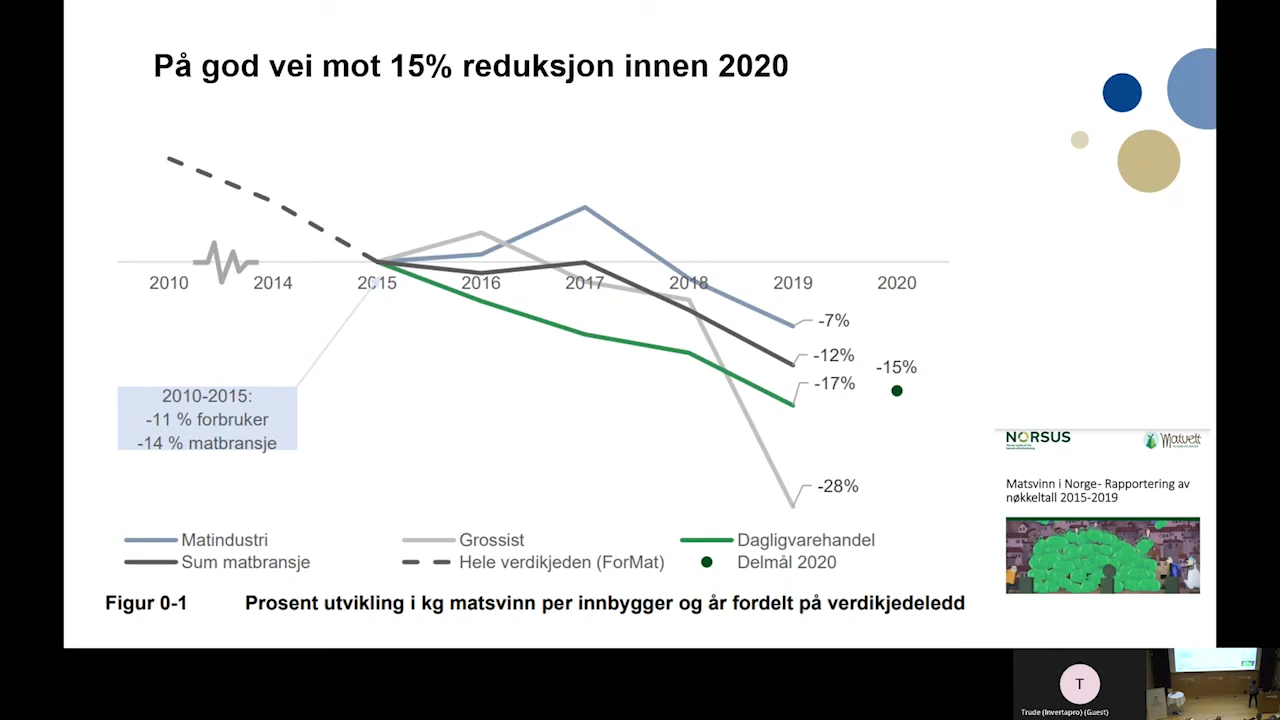 På god vei mot 15% reduksjon innen 2020
2010
2014
2015
2016
2017
2018
2019
2020
-7%
-12%
-17%
-15%
-28%
2010-2015:
-11 % forbruker
-14 % matbransje
NORSUS
Matvett
Matsvinn i Norge- Rapportering av
nøkkeltall 2015-2019
Matindustri
Grossist
Dagligvarehandel
Sum matbransje
Hele verdikjeden (ForMat)
Delmål 2020
Figur 0-1 Prosent utvikling i kg matsvinn per innbygger og år fordelt på verdikjedeledd
T
Trude (Invertapro) (Guest)